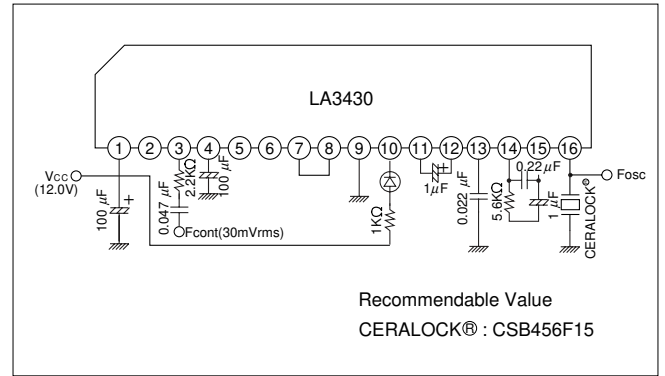 LA3430
1 2 3 4 5 6 7 8 9 10 11 12 13 14 15 16
Vcc
(12.0V)
100 μF
+
2.2KΩ
0.047 μF
Fcont(30mVrms)
100 μF
1KΩ
1μF
+
0.022 μF
5.6KΩ
0.22μF
1 μF
CERALOCK®
Fosc
Recommendable Value
CERALOCK® : CSB456F15